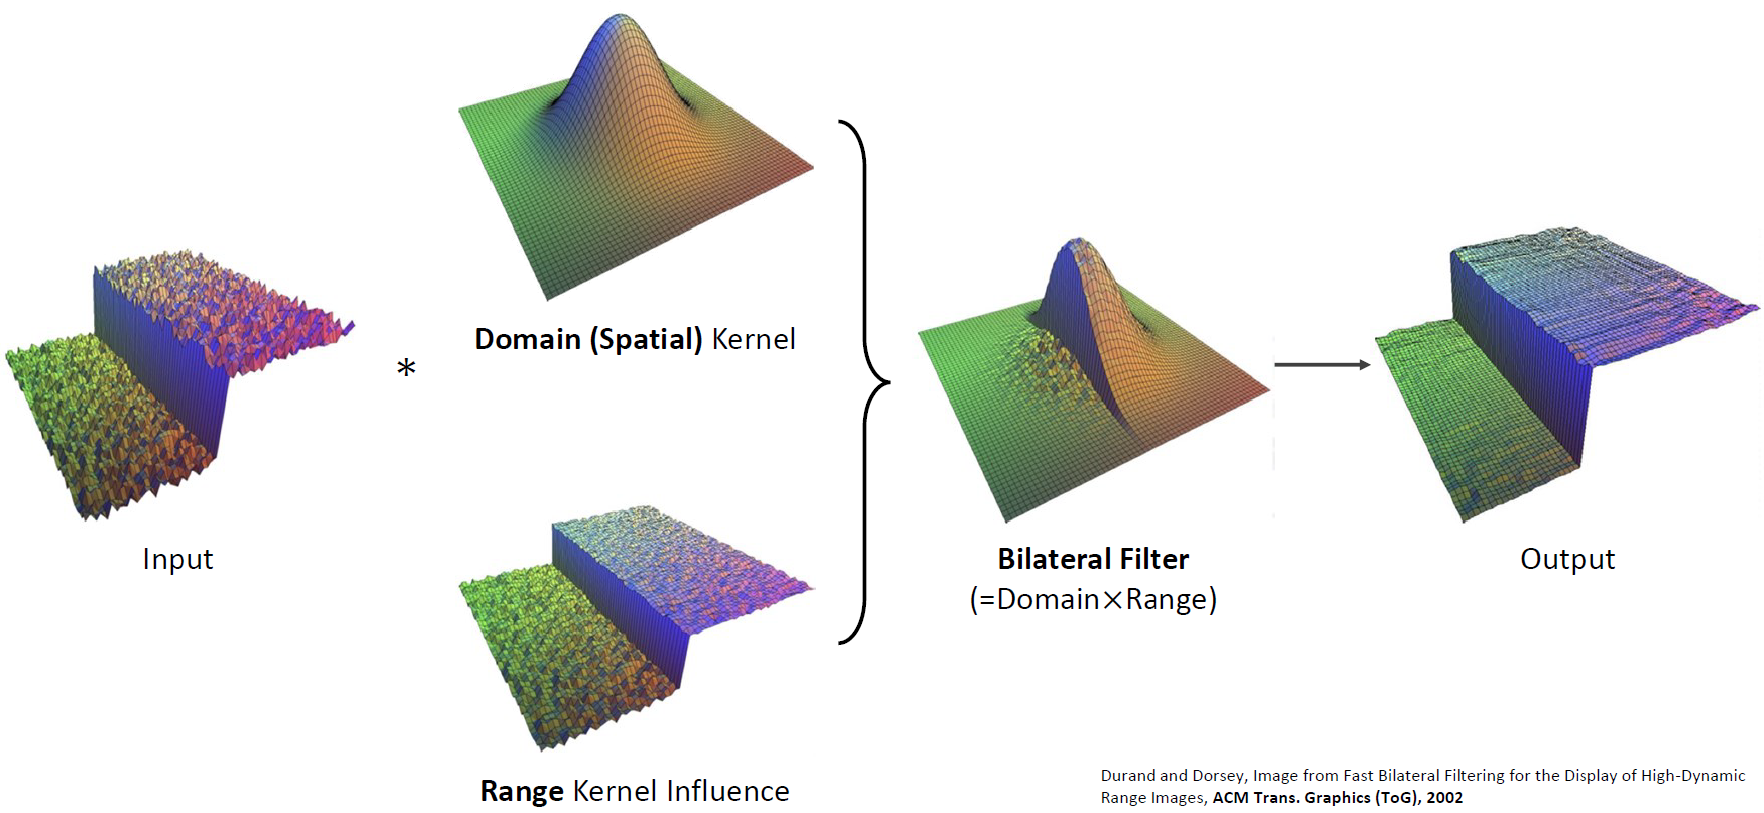 Input
*
Domain (Spatial) Kernel
Range Kernel Influence
Bilateral Filter
(=Domain×Range)
Output
Durand and Dorsey, Image from Fast Bilateral Filtering for the Display of High-Dynamic
Range Images, ACM Trans. Graphics (ToG), 2002